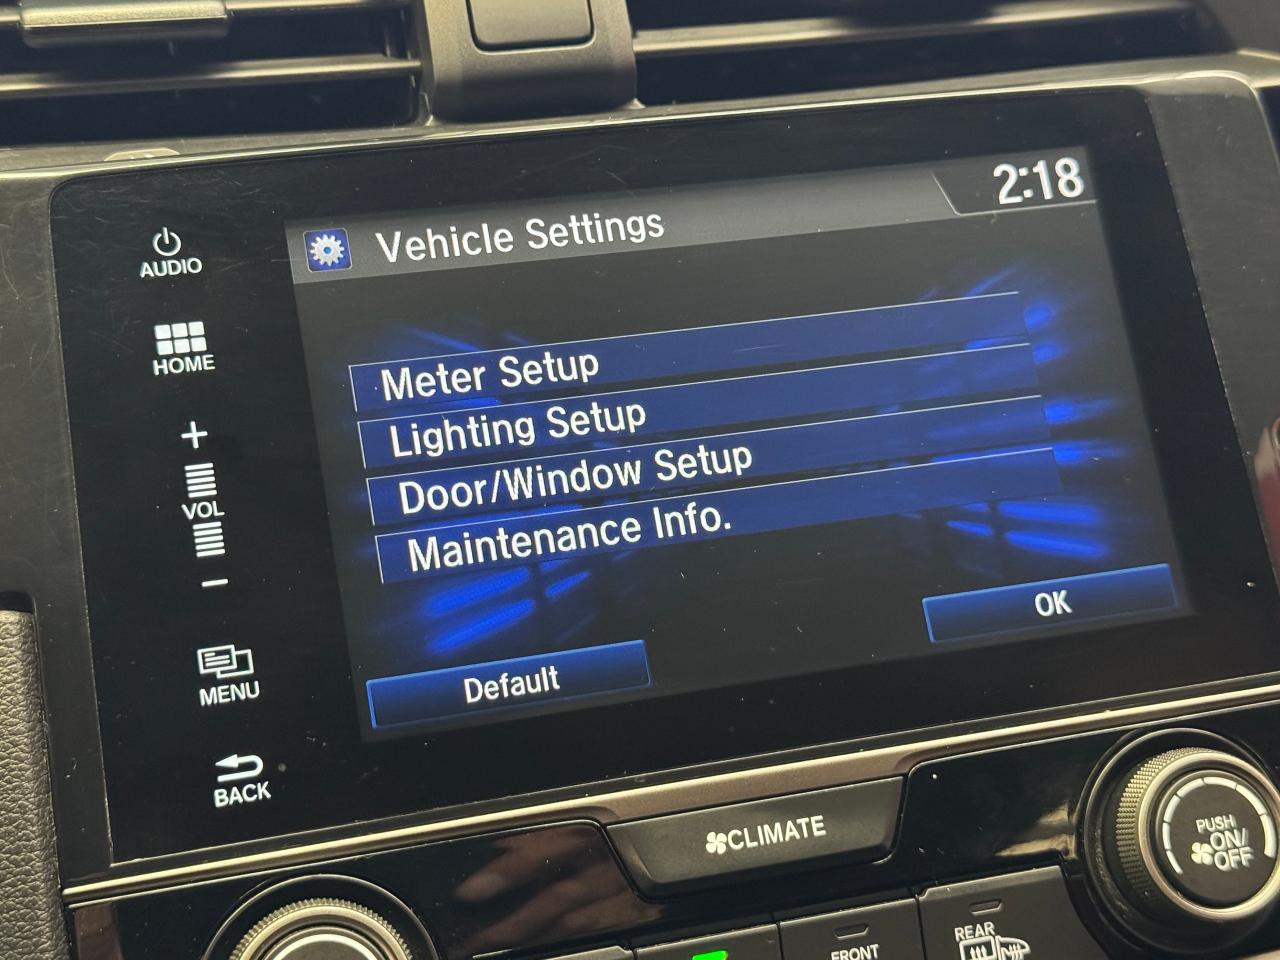 Vehicle Settings
2:18
AUDIO
HOME
+
VOL
−
MENU
BACK
Meter Setup
Lighting Setup
Door/Window Setup
Maintenance Info.
Default
OK
CLIMATE
PUSH
ON/
OFF
FRONT
REAR